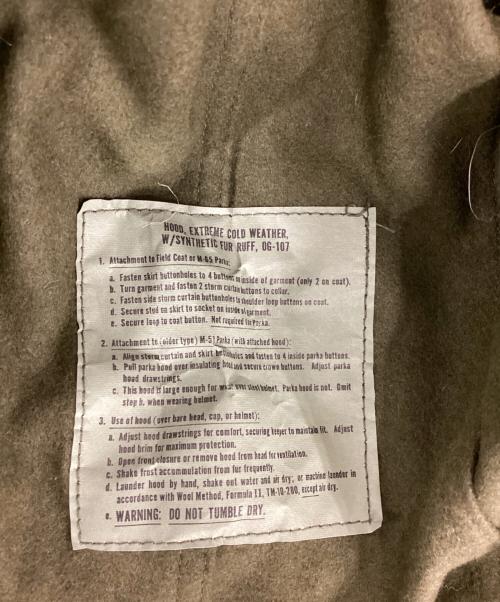 HOOD, EXTREME COLD WEATHER,
W/SYNTHETIC FUR RUFF, OG-107
1. Attachment to Field Coat or M-65 Parka:
a. Fasten skirt buttonholes to 4 buttons inside of garment (only 2 on coat).
b. Turn garment and fasten 2 storm curtain buttons to collar.
c. Fasten side storm curtain buttonholes to shoulder loop buttons on coat.
d. Secure stud on skirt to socket on inside of garment.
e. Secure loop to coat button. Not required for Parka.
2. Attachment to (older type) M-51 Parka (with attached hood):
a. Align storm curtain and skirt buttonholes and fasten to 4 inside parka buttons.
b. Pull parka hood over insulating hood and secure crown buttons. Adjust parka
hood drawstrings.
c. This hood is large enough for wear over steel helmet. Parka hood is not. Omit
step b. when wearing helmet.
3. Use of hood (over bare head, cap, or helmet):
a. Adjust hood drawstrings for comfort, securing keeper to maintain fit. Adjust
hood brim for maximum protection.
b. Open front closure or remove hood from head for ventilation.
c. Shake frost accumulation from fur frequently.
d. Launder hood by hand, shake out water and air dry; or machine launder in
accordance with Wool Method, Formula II, TM-10-280, except air dry.
e. WARNING: DO NOT TUMBLE DRY.